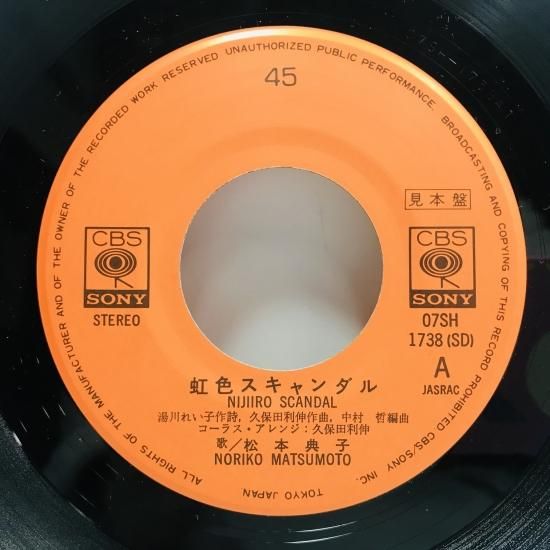 ALL RIGHTS OF THE MANUFACTURER AND OF THE OWNER OF THE RECORDED WORK RESERVED UNAUTHORIZED PUBLIC PERFORMANCE. BROADCASTING AND COPYING OF THIS RECORD PROHIBITED CBS/SONY INC.
TOKYO JAPAN
45
見本盤
CBS
SONY
STEREO
CBS
SONY
07SH
1738 (SD)
A
JASRAC
虹色スキャンダル
NIJIIRO SCANDAL
湯川れい子作詩, 久保田利伸作曲, 中村 哲編曲
コーラス・アレンジ:久保田利伸
歌/松本典子
NORIKO MATSUMOTO